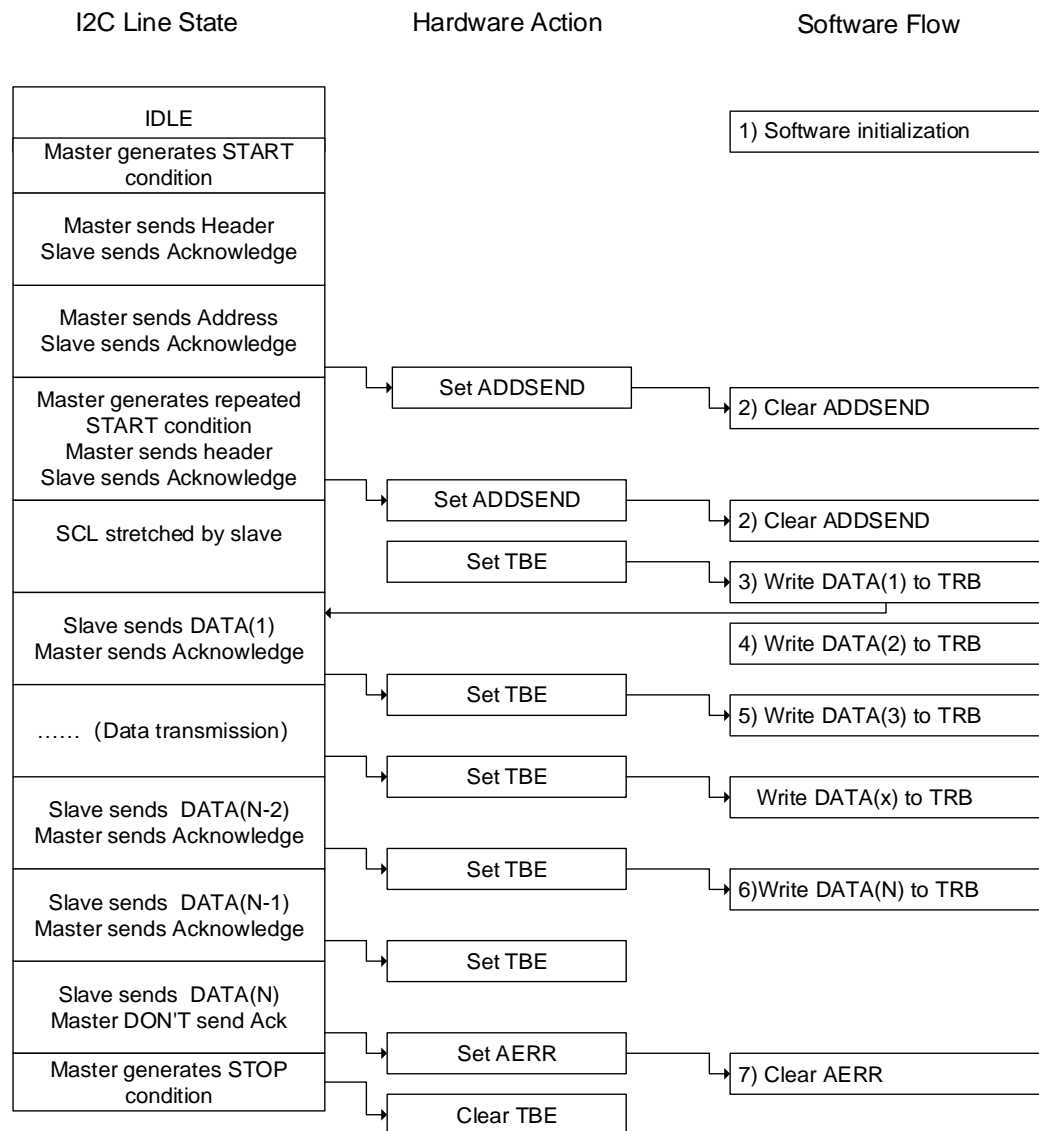 I2C Line State
Hardware Action
Software Flow
IDLE
1) Software initialization
Master generates START
condition
Master sends Header
Slave sends Acknowledge
Master sends Address
Slave sends Acknowledge
Set ADDSEND
2) Clear ADDSEND
Master generates repeated
START condition
Master sends header
Slave sends Acknowledge
Set ADDSEND
2) Clear ADDSEND
SCL stretched by slave
Set TBE
3) Write DATA(1) to TRB
Slave sends DATA(1)
Master sends Acknowledge
4) Write DATA(2) to TRB
Set TBE
5) Write DATA(3) to TRB
...... (Data transmission)
Set TBE
Write DATA(x) to TRB
Slave sends DATA(N-2)
Master sends Acknowledge
Set TBE
6)Write DATA(N) to TRB
Slave sends DATA(N-1)
Master sends Acknowledge
Set TBE
Slave sends DATA(N)
Master DON'T send Ack
Set AERR
7) Clear AERR
Master generates STOP
condition
Clear TBE